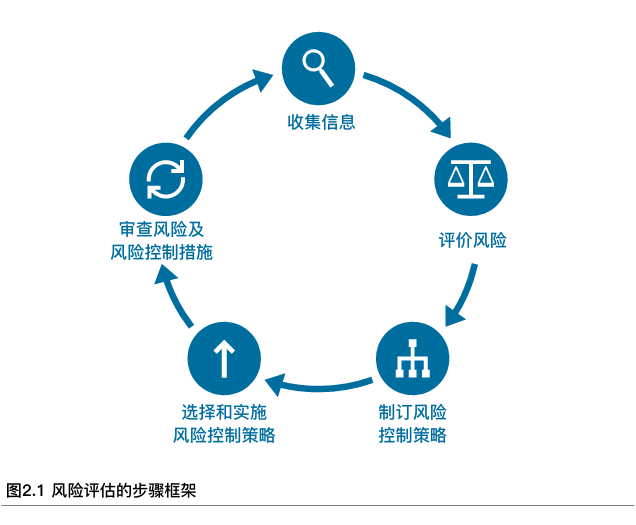 收集信息
评价风险
制订风险
控制策略
选择和实施
风险控制策略
审查风险及
风险控制措施
图2.1 风险评估的步骤框架